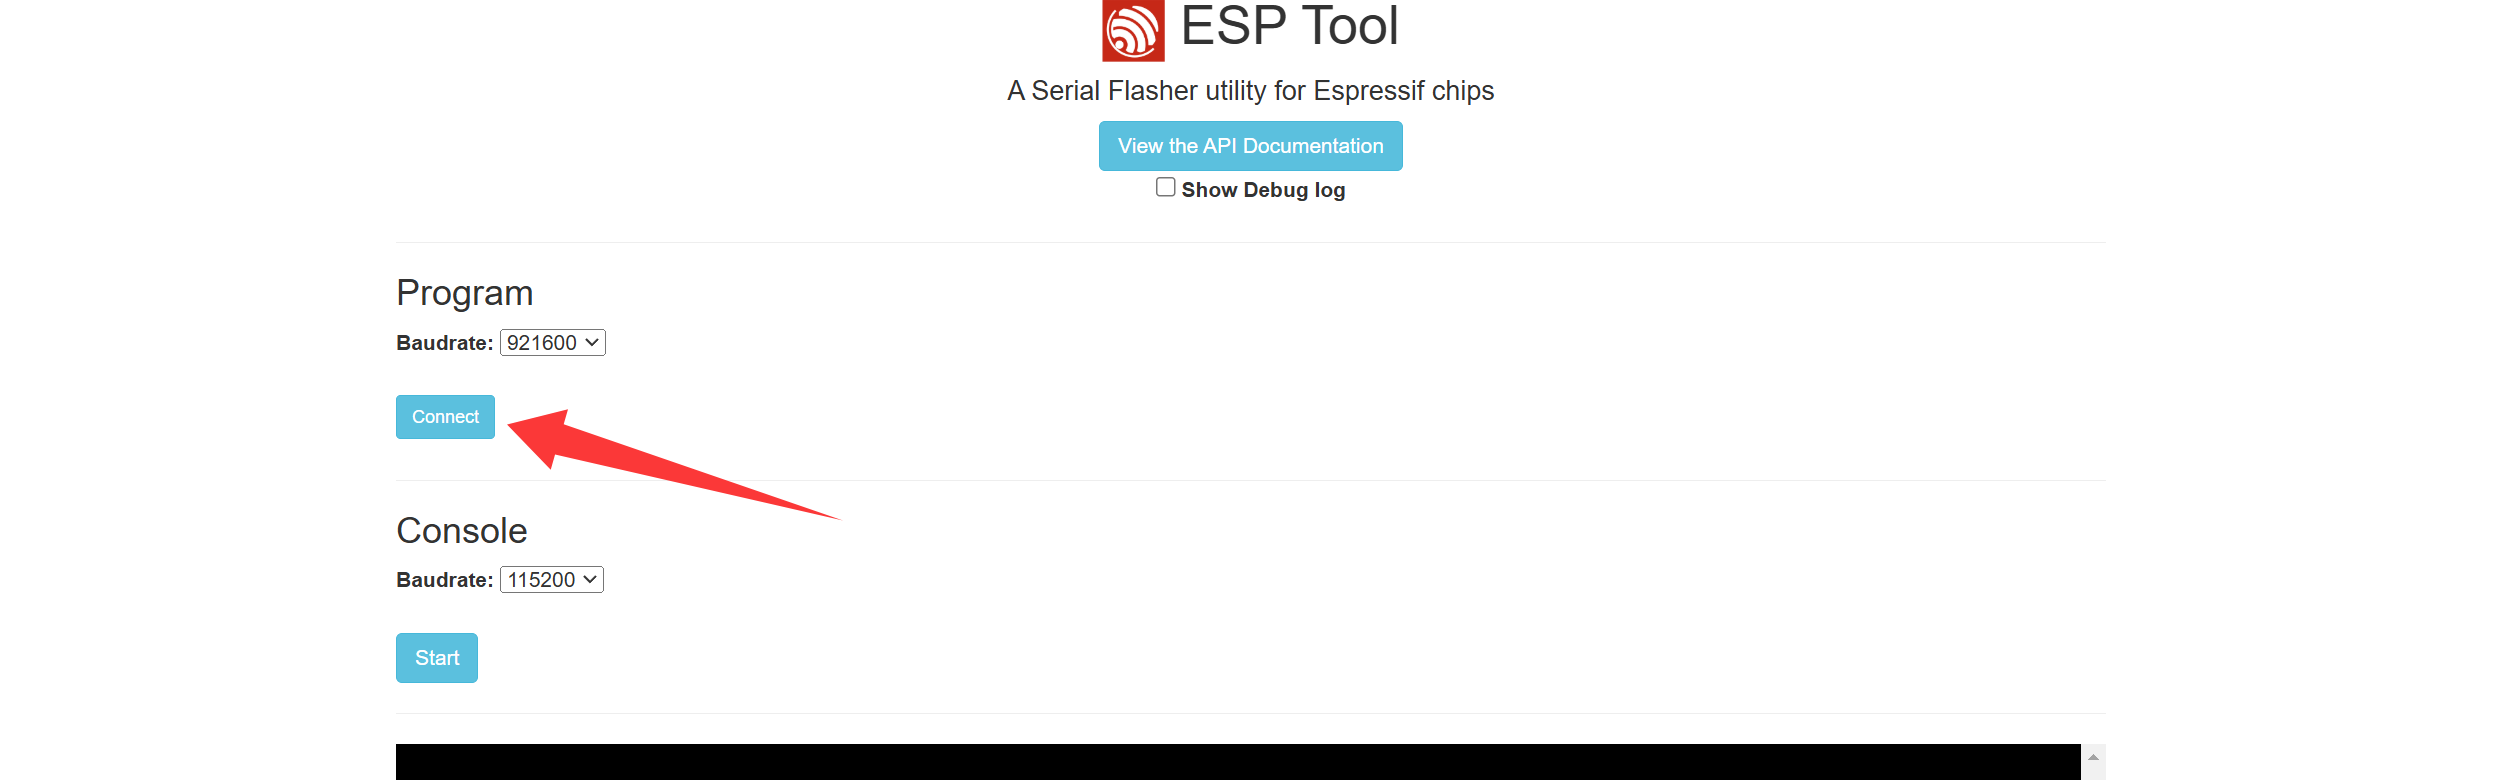 ESP Tool
A Serial Flasher utility for Espressif chips
View the API Documentation
Show Debug log
Program
Baudrate: 921600
Connect
Console
Baudrate: 115200
Start